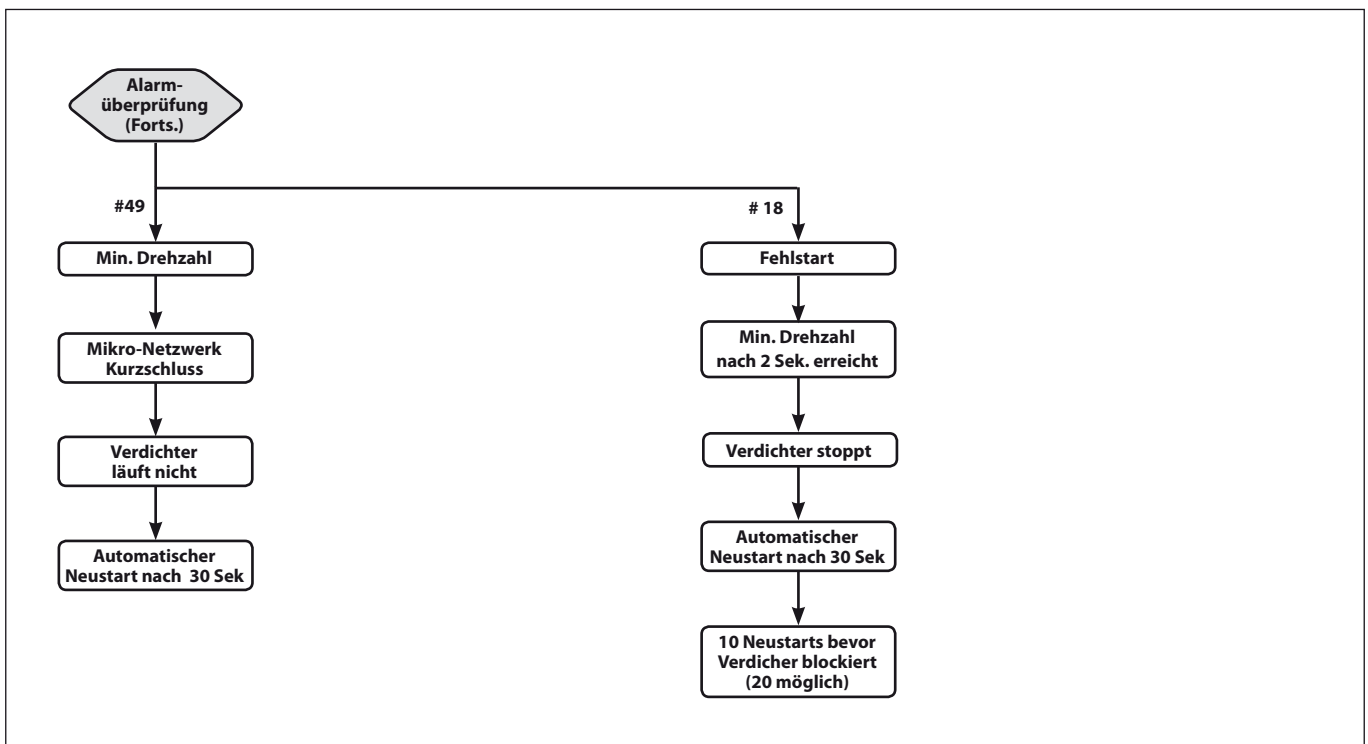 Alarm-
überprüfung
(Forts.)
#49
# 18
Min. Drehzahl
Mikro-Netzwerk
Kurzschluss
Verdichter
läuft nicht
Automatischer
Neustart nach 30 Sek
Fehlstart
Min. Drehzahl
nach 2 Sek. erreicht
Verdichter stoppt
Automatischer
Neustart nach 30 Sek
10 Neustarts bevor
Verdicher blockiert
(20 möglich)